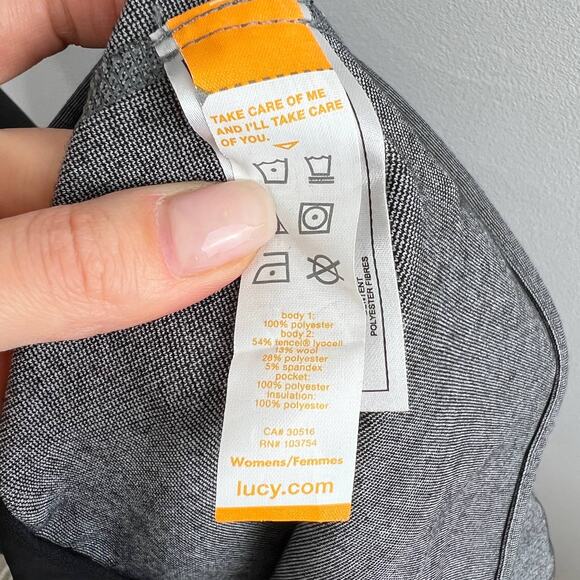 TAKE CARE OF ME
AND I'LL TAKE CARE
OF YOU.
body 1:
100% polyester
body 2:
54% tencel® lyocell
13% wool
28% polyester
5% spandex
pocket:
100% polyester
insulation:
100% polyester
CA# 30516
RN# 103754
Womens/Femmes
lucy.com
POLYESTER FIBRES